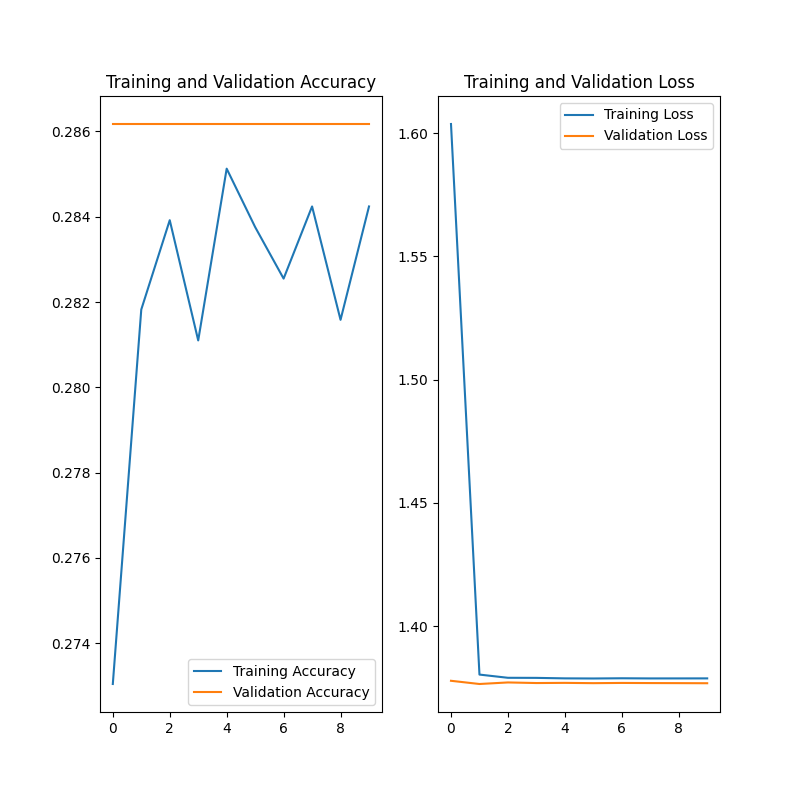 Training and Validation Accuracy
0.286
0.284
0.282
0.280
0.278
0.276
0.274
Training Accuracy
Validation Accuracy
0 2 4 6 8
Training and Validation Loss
Training Loss
Validation Loss
1.60
1.55
1.50
1.45
1.40
0 2 4 6 8